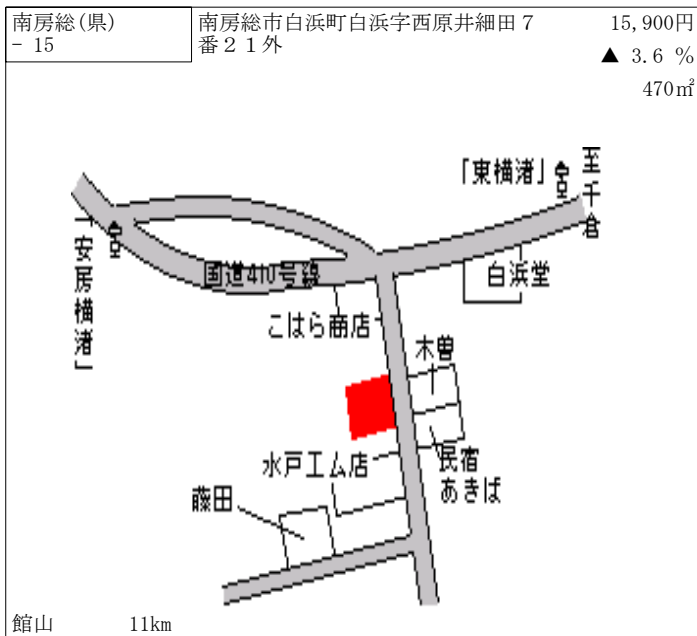 南房総(県)
- 15
南房総市白浜町白浜字西原井細田７
番２１外
15,900円
▲ 3.6 %
470㎡
「東横渚」
至千倉
「安房横渚」
国道410号線
白浜堂
こはら商店
木曽
水戸工ム店
民宿
あきば
藤田
館山 11km